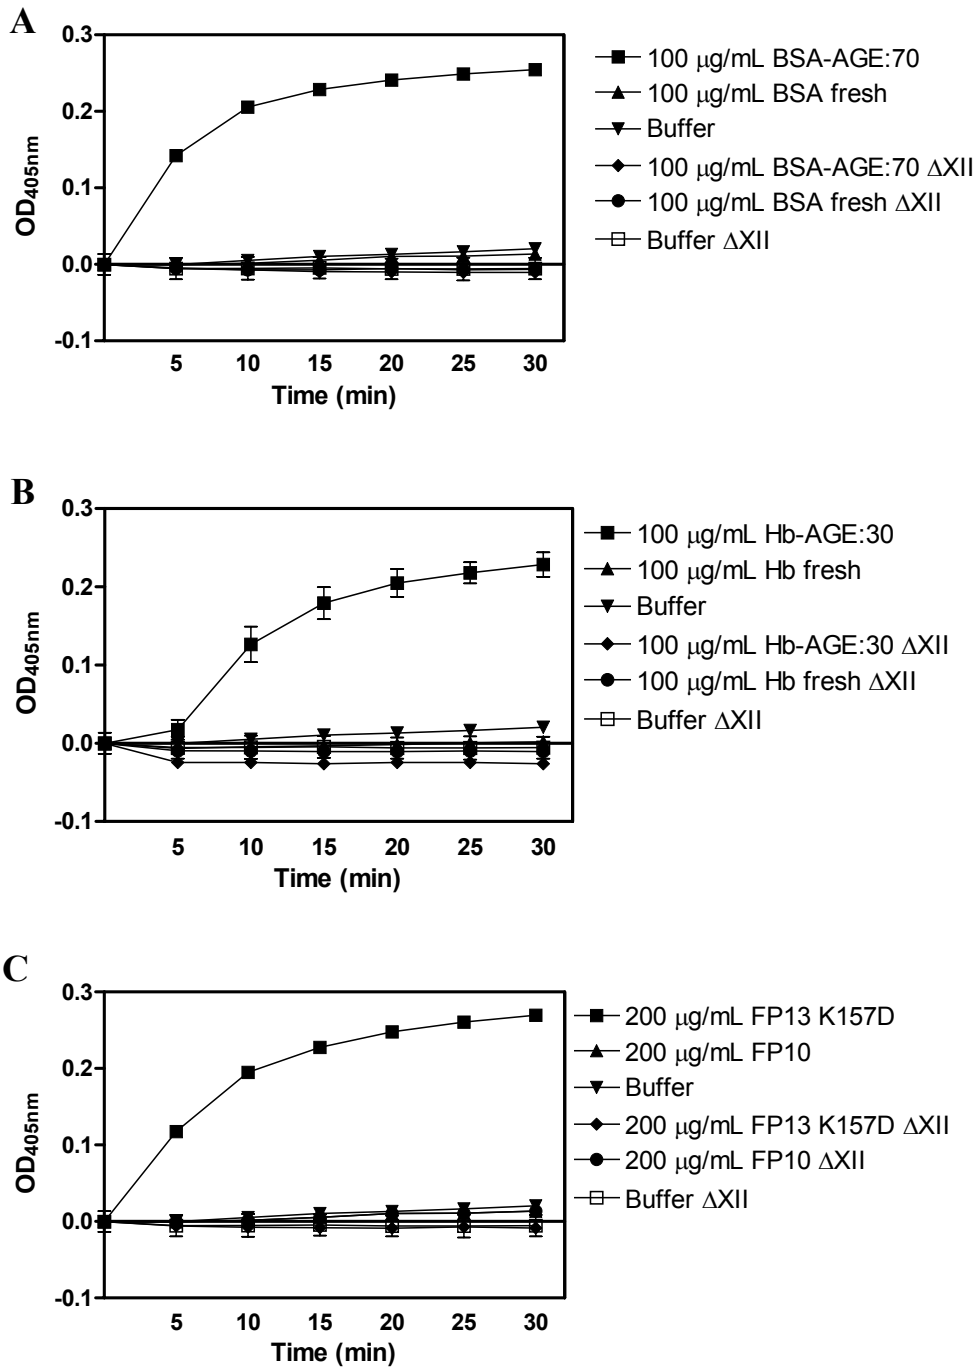 A
0.3
0.2
0.1
0.0
-0.1
OD405nm
5 10 15 20 25 30
Time (min)
100 μg/mL BSA-AGE:70
100 μg/mL BSA fresh
Buffer
100 μg/mL BSA-AGE:70 ΔXII
100 μg/mL BSA fresh ΔXII
Buffer ΔXII
B
0.3
0.2
0.1
0.0
-0.1
OD405nm
5 10 15 20 25 30
Time (min)
100 μg/mL Hb-AGE:30
100 μg/mL Hb fresh
Buffer
100 μg/mL Hb-AGE:30 ΔXII
100 μg/mL Hb fresh ΔXII
Buffer ΔXII
C
0.3
0.2
0.1
0.0
-0.1
OD405nm
5 10 15 20 25 30
Time (min)
200 μg/mL FP13 K157D
200 μg/mL FP10
Buffer
200 μg/mL FP13 K157D ΔXII
200 μg/mL FP10 ΔXII
Buffer ΔXII